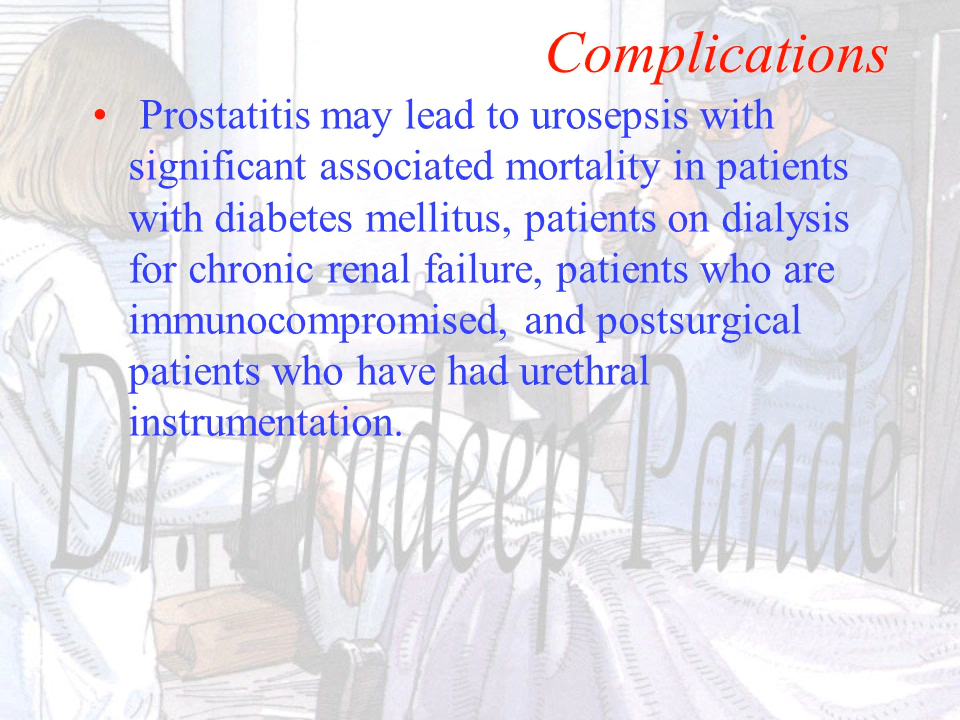 Complications
• Prostatitis may lead to urosepsis with
significant associated mortality in patients
with diabetes mellitus, patients on dialysis
for chronic renal failure, patients who are
immunocompromised, and postsurgical
patients who have had urethral
instrumentation.
Dr. Pradeep Pande